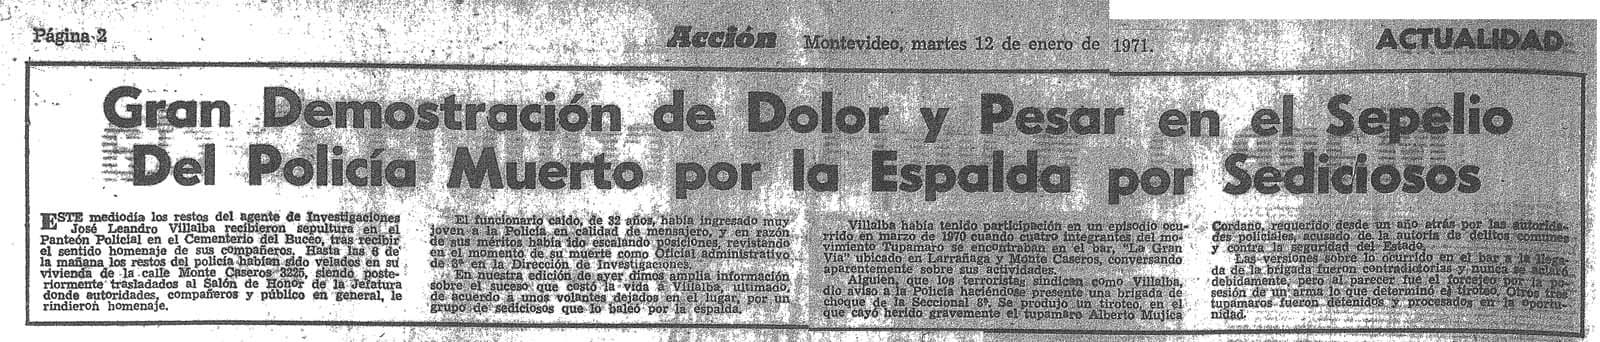 Página 2
Acción
Montevideo, martes 12 de enero de 1971.
ACTUALIDAD
Gran Demostración de Dolor y Pesar en el Sepelio
Del Policía Muerto por la Espalda por Sediciosos
ESTE mediodía los restos del agente de Investigaciones
José Leandro Villalba recibieron sepultura en el
Panteón Policial en el Cementerio del Buceo, tras recibir
el sentido homenaje de sus compañeros. Hasta las 6 de
la mañana los restos del policía habían sido velados en su
vivienda de la calle Monte Caseros 3225, siendo poste-
riormente trasladados al Salón de Honor de la Jefatura
donde autoridades, compañeros y público en general, le
rindieron homenaje.
El funcionario caído, de 32 años, había ingresado muy
joven a la Policía en calidad de mensajero, y en razón
de sus méritos había ido escalando posiciones, revistando
en el momento de su muerte como Oficial administrativo
de 3ª en la Dirección de Investigaciones.
En nuestra edición de ayer dimos amplia información
sobre el suceso que costó la vida a Villalba, ultimado,
de acuerdo a unos volantes dejados en el lugar, por un
grupo de sediciosos que lo baleó por la espalda.
Villalba había tenido participación en un episodio ocu-
rrido en marzo de 1970 cuando cuatro integrantes del mo-
vimiento Tupamaro se encontraban en el bar, "La Gran
Vía" ubicado en Larrañaga y Monte Caseros, conversando
aparentemente sobre sus actividades.
Alguien, que los terroristas sindican como Villalba,
dio aviso a la Policía haciéndose presente una brigada de
choque de la Seccional 8ª. Se produjo un tiroteo, en el
que cayó herido gravemente el tupamaro Alberto Mujica
Cordano, requerido desde un año atrás por las autorida-
des policiales, acusado de la autoría de delitos comunes
y contra la seguridad del Estado.
Las versiones sobre lo ocurrido en el bar a la llega-
da de la brigada fueron contradictorias y nunca se aclaró
debidamente, pero al parecer fue el forcejeo por la po-
sesión de un arma lo que determinó el tiroteo. Otros tres
tupamaros fueron detenidos y procesados en la oportu-
nidad.